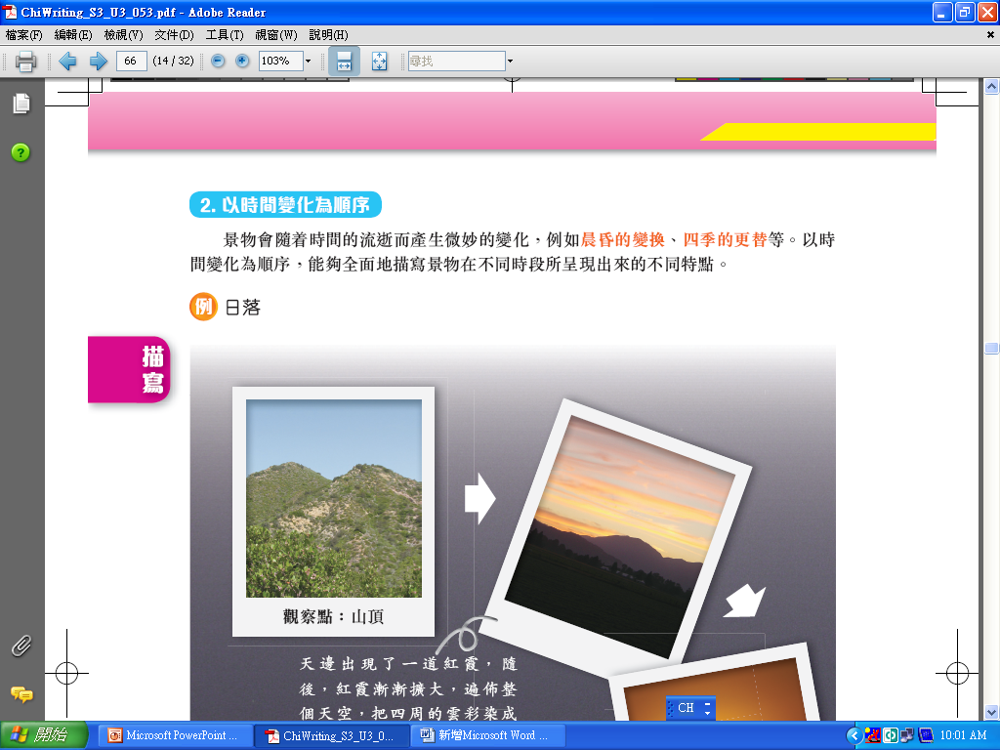 ChiWriting_S3_U3_053.pdf - Adobe Reader
檔案(F) 編輯(E) 檢視(V) 文件(D) 工具(T) 視窗(W) 說明(H)
66 (14 / 32) 103% 尋找
2. 以時間變化為順序
景物會隨着時間的流逝而產生微妙的變化，例如晨昏的變換、四季的更替等。以時
間變化為順序，能夠全面地描寫景物在不同時段所呈現出來的不同特點。
例 日落
描
寫
觀察點：山頂
天邊出現了一道紅霞，隨
後，紅霞漸漸擴大，遍佈整
個天空，把四周的雲彩染成
CH
開始 Microsoft PowerPoint ... ChiWriting_S3_U3_0... 新增Microsoft Word ... 10:01 AM